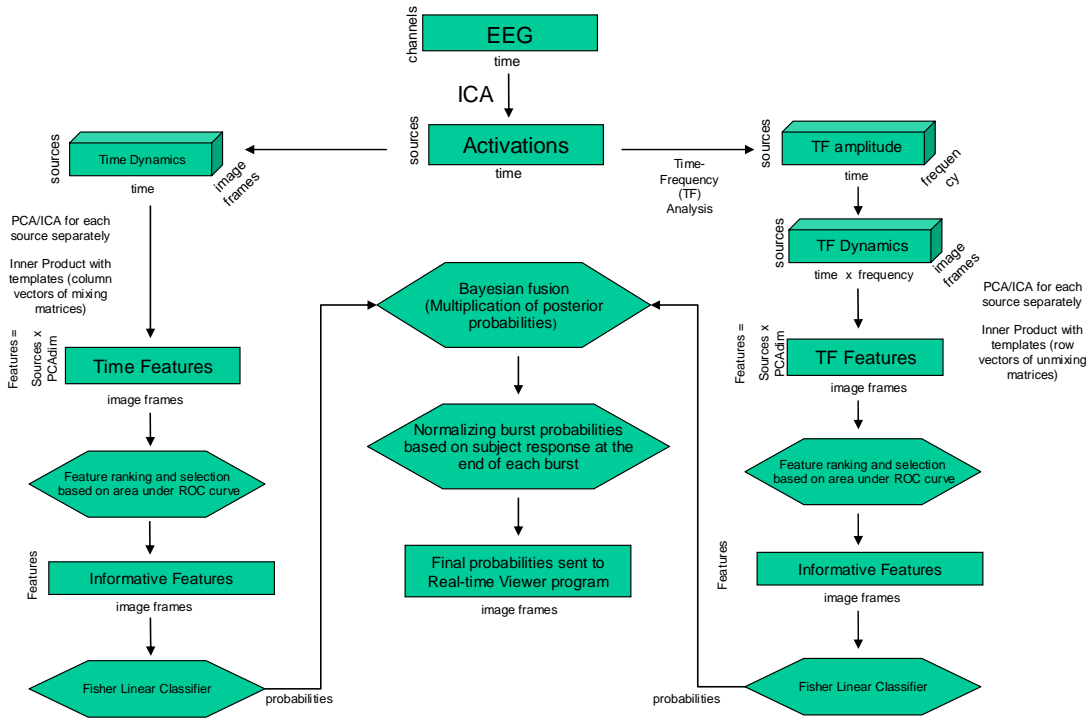 channels
EEG
time
ICA
sources
Activations
time
sources
Time Dynamics
time
image
frames
PCA/ICA for each
source separately
Inner Product with
templates (column
vectors of mixing
matrices)
Features =
Sources x
PCAdim
Time Features
image frames
Feature ranking and selection
based on area under ROC curve
Features
Informative Features
image frames
Fisher Linear Classifier
probabilities
Time-
Frequency
(TF)
Analysis
sources
TF amplitude
time
frequen
cy
sources
TF Dynamics
time x frequency
image
frames
PCA/ICA for each
source separately
Inner Product with
templates (row
vectors of unmixing
matrices)
Features =
Sources x
PCAdim
TF Features
image frames
Feature ranking and selection
based on area under ROC curve
Features
Informative Features
image frames
Fisher Linear Classifier
probabilities
Bayesian fusion
(Multiplication of posterior
probabilities)
Normalizing burst probabilities
based on subject response at the
end of each burst
Final probabilities sent to
Real-time Viewer program
image frames